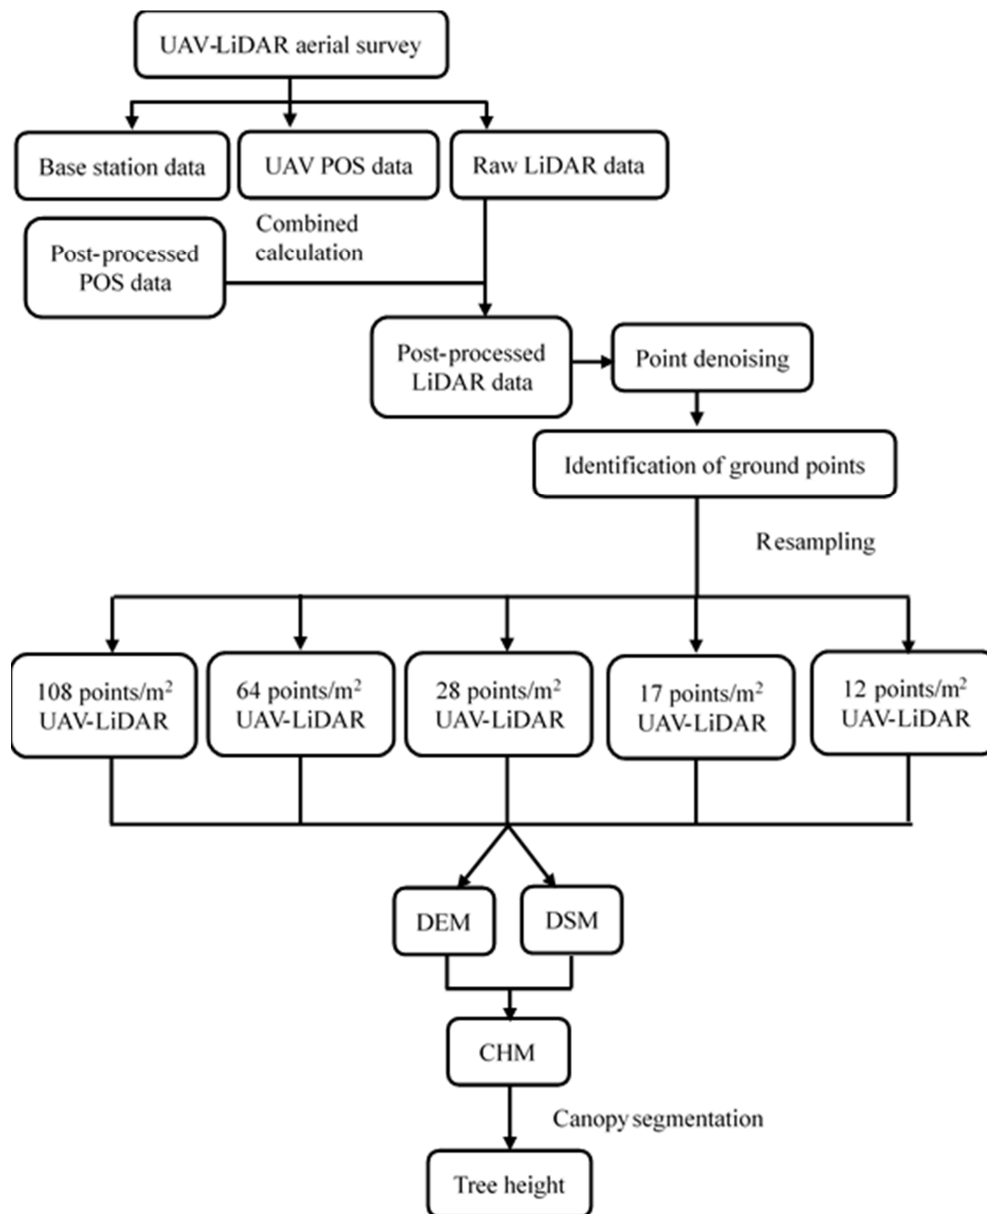 UAV-LiDAR aerial survey
Base station data
UAV POS data
Raw LiDAR data
Combined
calculation
Post-processed
POS data
Post-processed
LiDAR data
Point denoising
Identification of ground points
Resampling
108 points/m²
UAV-LiDAR
64 points/m²
UAV-LiDAR
28 points/m²
UAV-LiDAR
17 points/m²
UAV-LiDAR
12 points/m²
UAV-LiDAR
DEM
DSM
CHM
Canopy segmentation
Tree height